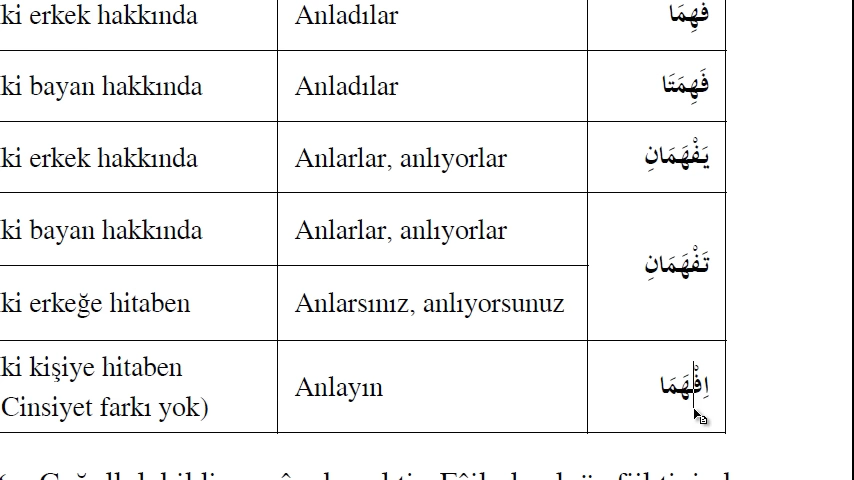 ki erkek hakkında Anladılar فَهِمَا
ki bayan hakkında Anladılar فَهِمَتَا
ki erkek hakkında Anlarlar, anlıyorlar يَفْهَمَانِ
ki bayan hakkında Anlarlar, anlıyorlar
تَفْهَمَانِ
ki erkeğe hitaben Anlarsınız, anlıyorsunuz
ki kişiye hitaben
Anlayın اِفْهَمَا
Cinsiyet farkı yok)